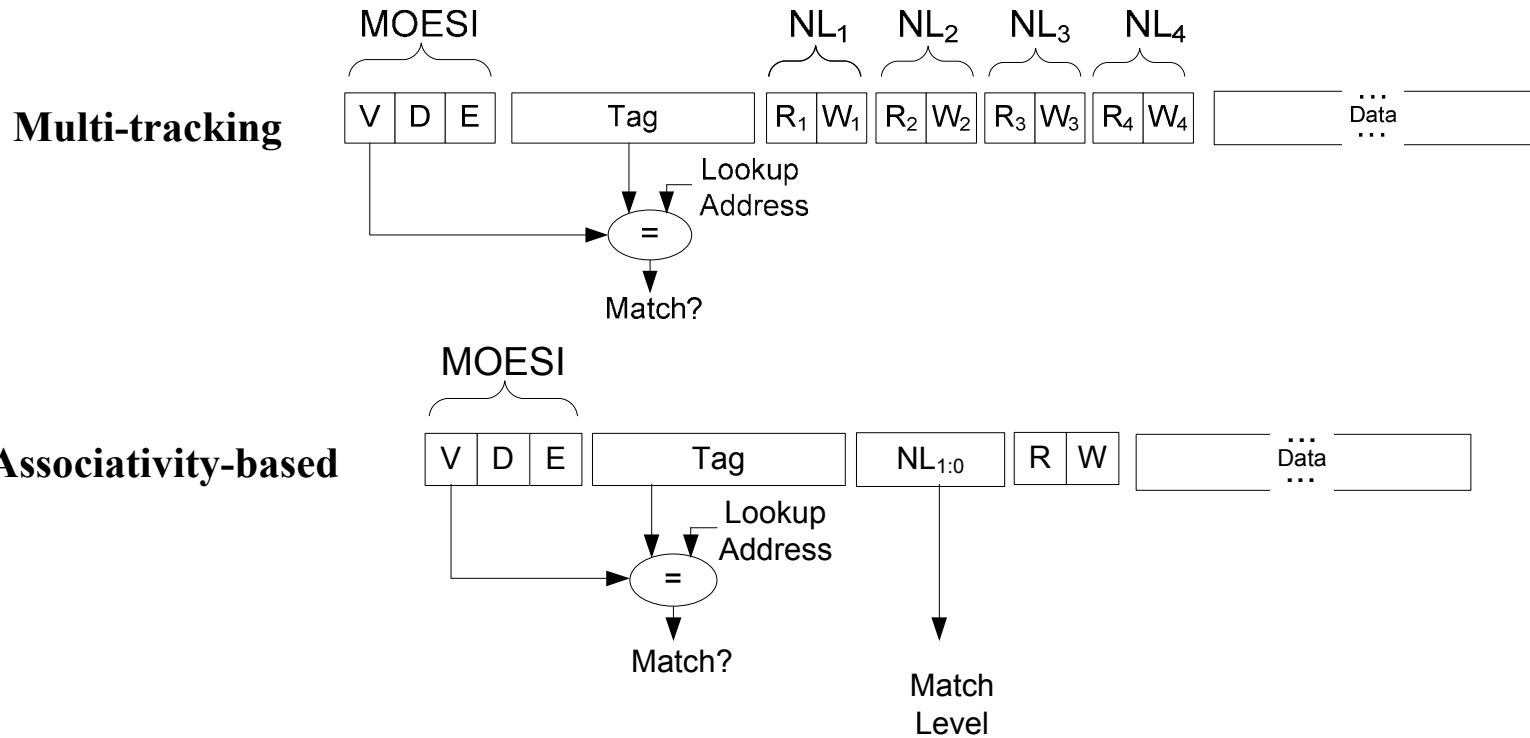 MOESI NL₁ NL₂ NL₃ NL₄
Multi-tracking V D E Tag R₁ W₁ R₂ W₂ R₃ W₃ R₄ W₄ ... Data ...
Lookup
Address
=
Match?
MOESI
Associativity-based V D E Tag NL₁:₀ R W ... Data ...
Lookup
Address
=
Match?
Match
Level